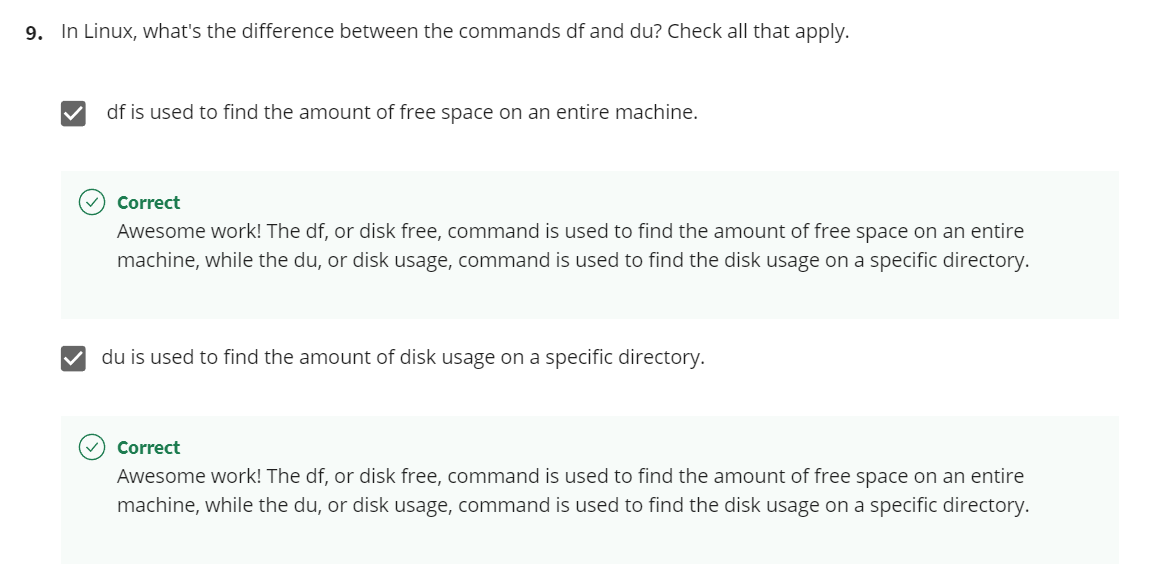 9. In Linux, what's the difference between the commands df and du? Check all that apply.
df is used to find the amount of free space on an entire machine.
Correct
Awesome work! The df, or disk free, command is used to find the amount of free space on an entire
machine, while the du, or disk usage, command is used to find the disk usage on a specific directory.
du is used to find the amount of disk usage on a specific directory.
Correct
Awesome work! The df, or disk free, command is used to find the amount of free space on an entire
machine, while the du, or disk usage, command is used to find the disk usage on a specific directory.